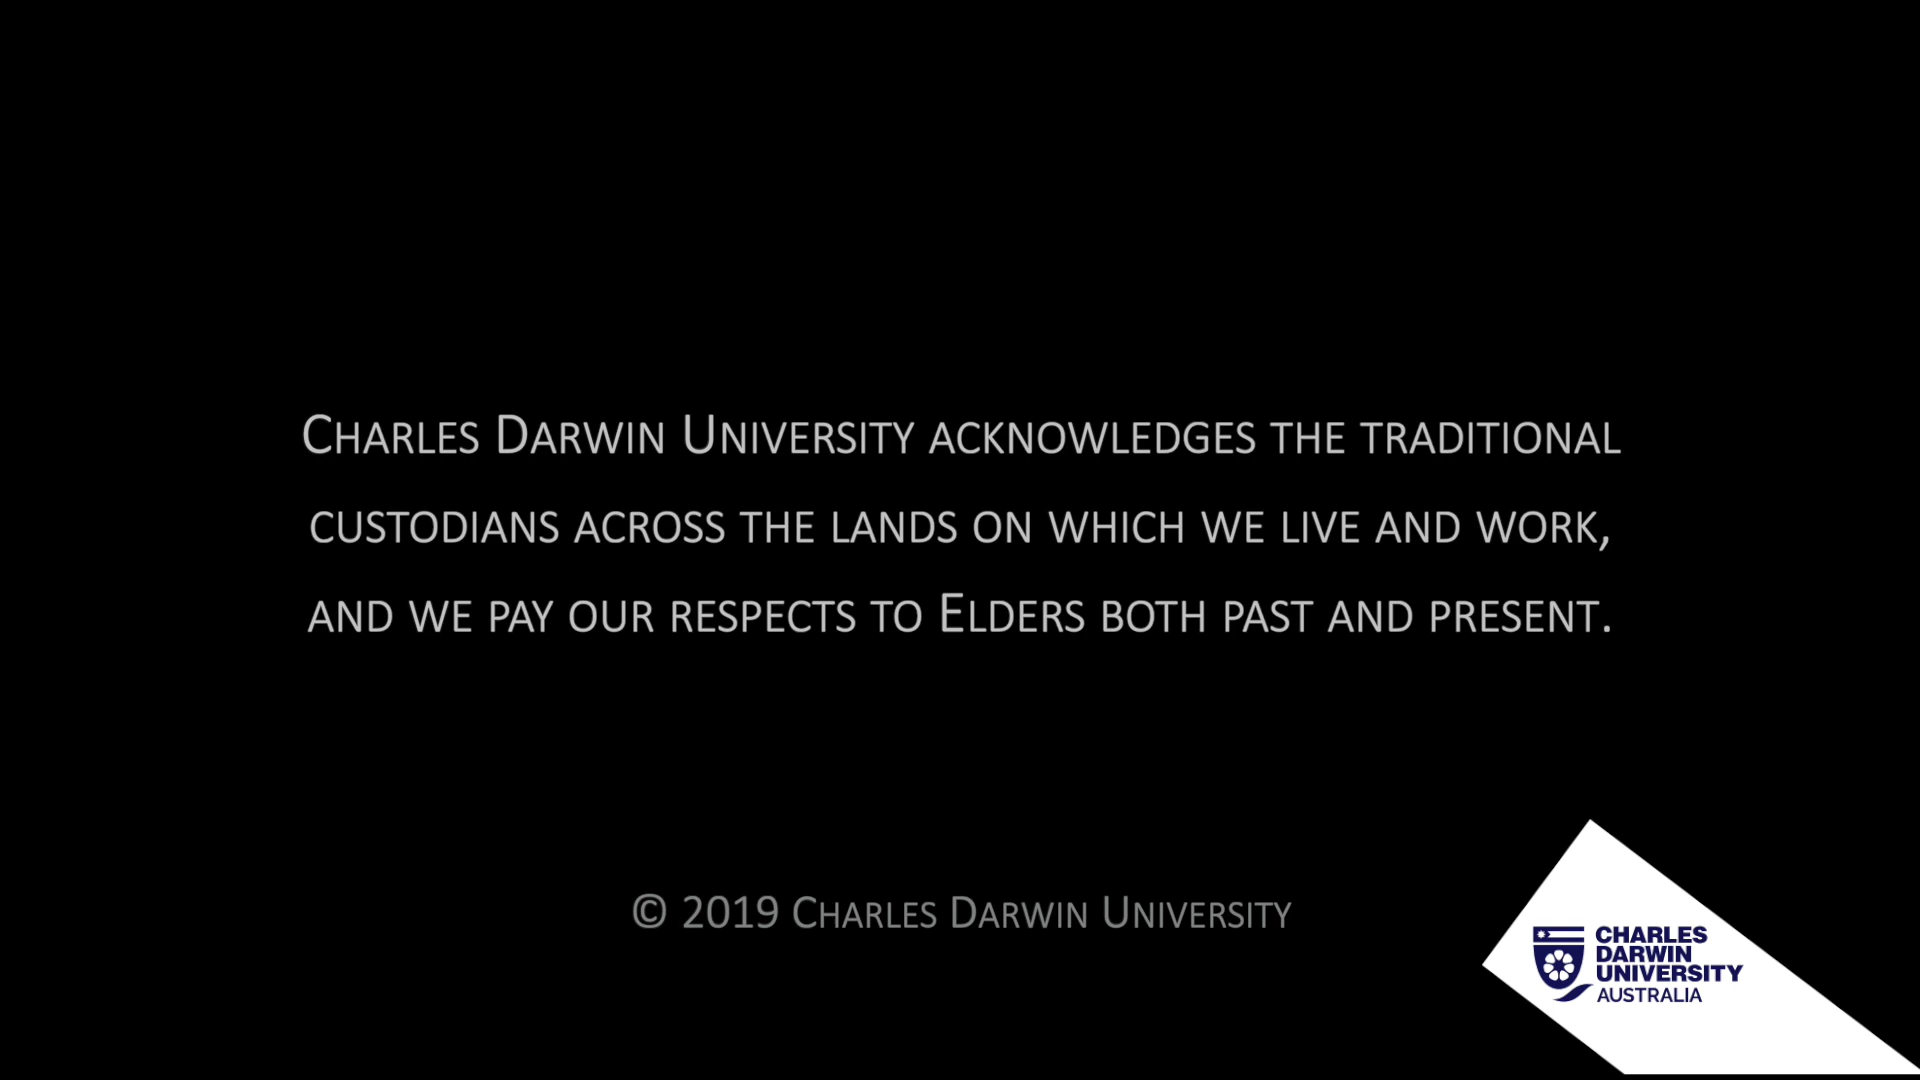 Charles Darwin University acknowledges the traditional
custodians across the lands on which we live and work,
and we pay our respects to Elders both past and present.
© 2019 Charles Darwin University
CHARLES
DARWIN
UNIVERSITY
AUSTRALIA